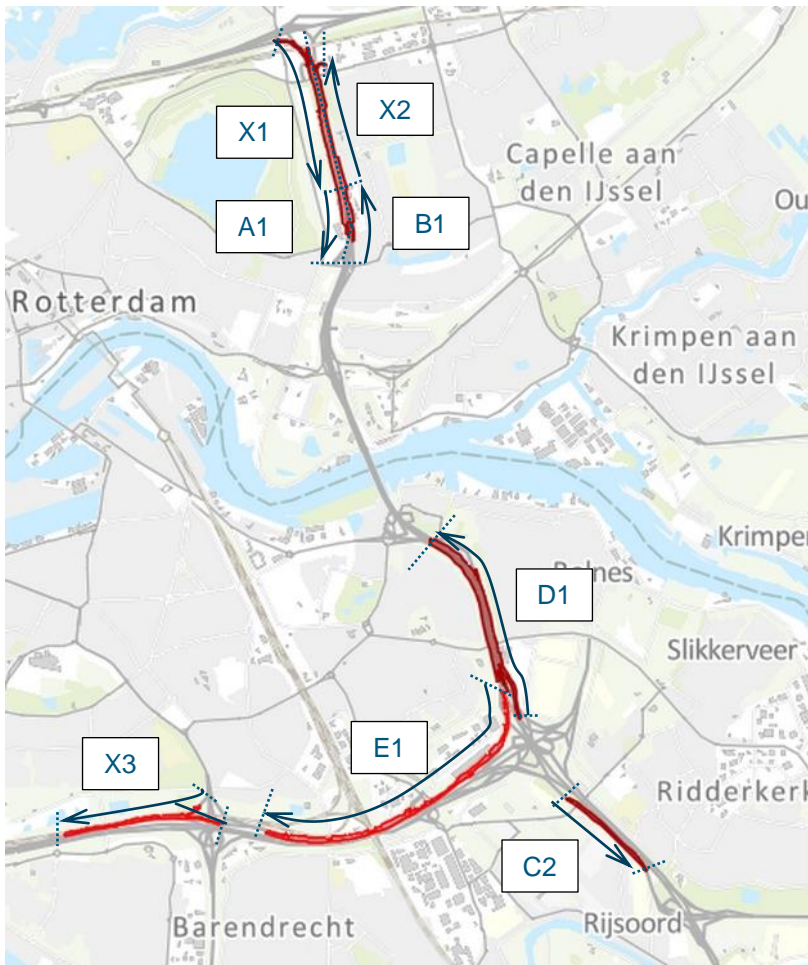 X1
X2
Capelle aan
den IJssel
Ou
A1
B1
Rotterdam
Krimpen aan
den IJssel
Krimpen
D1
Slikkerveer
E1
X3
Ridderkerk
C2
Barendrecht
Rijsoord